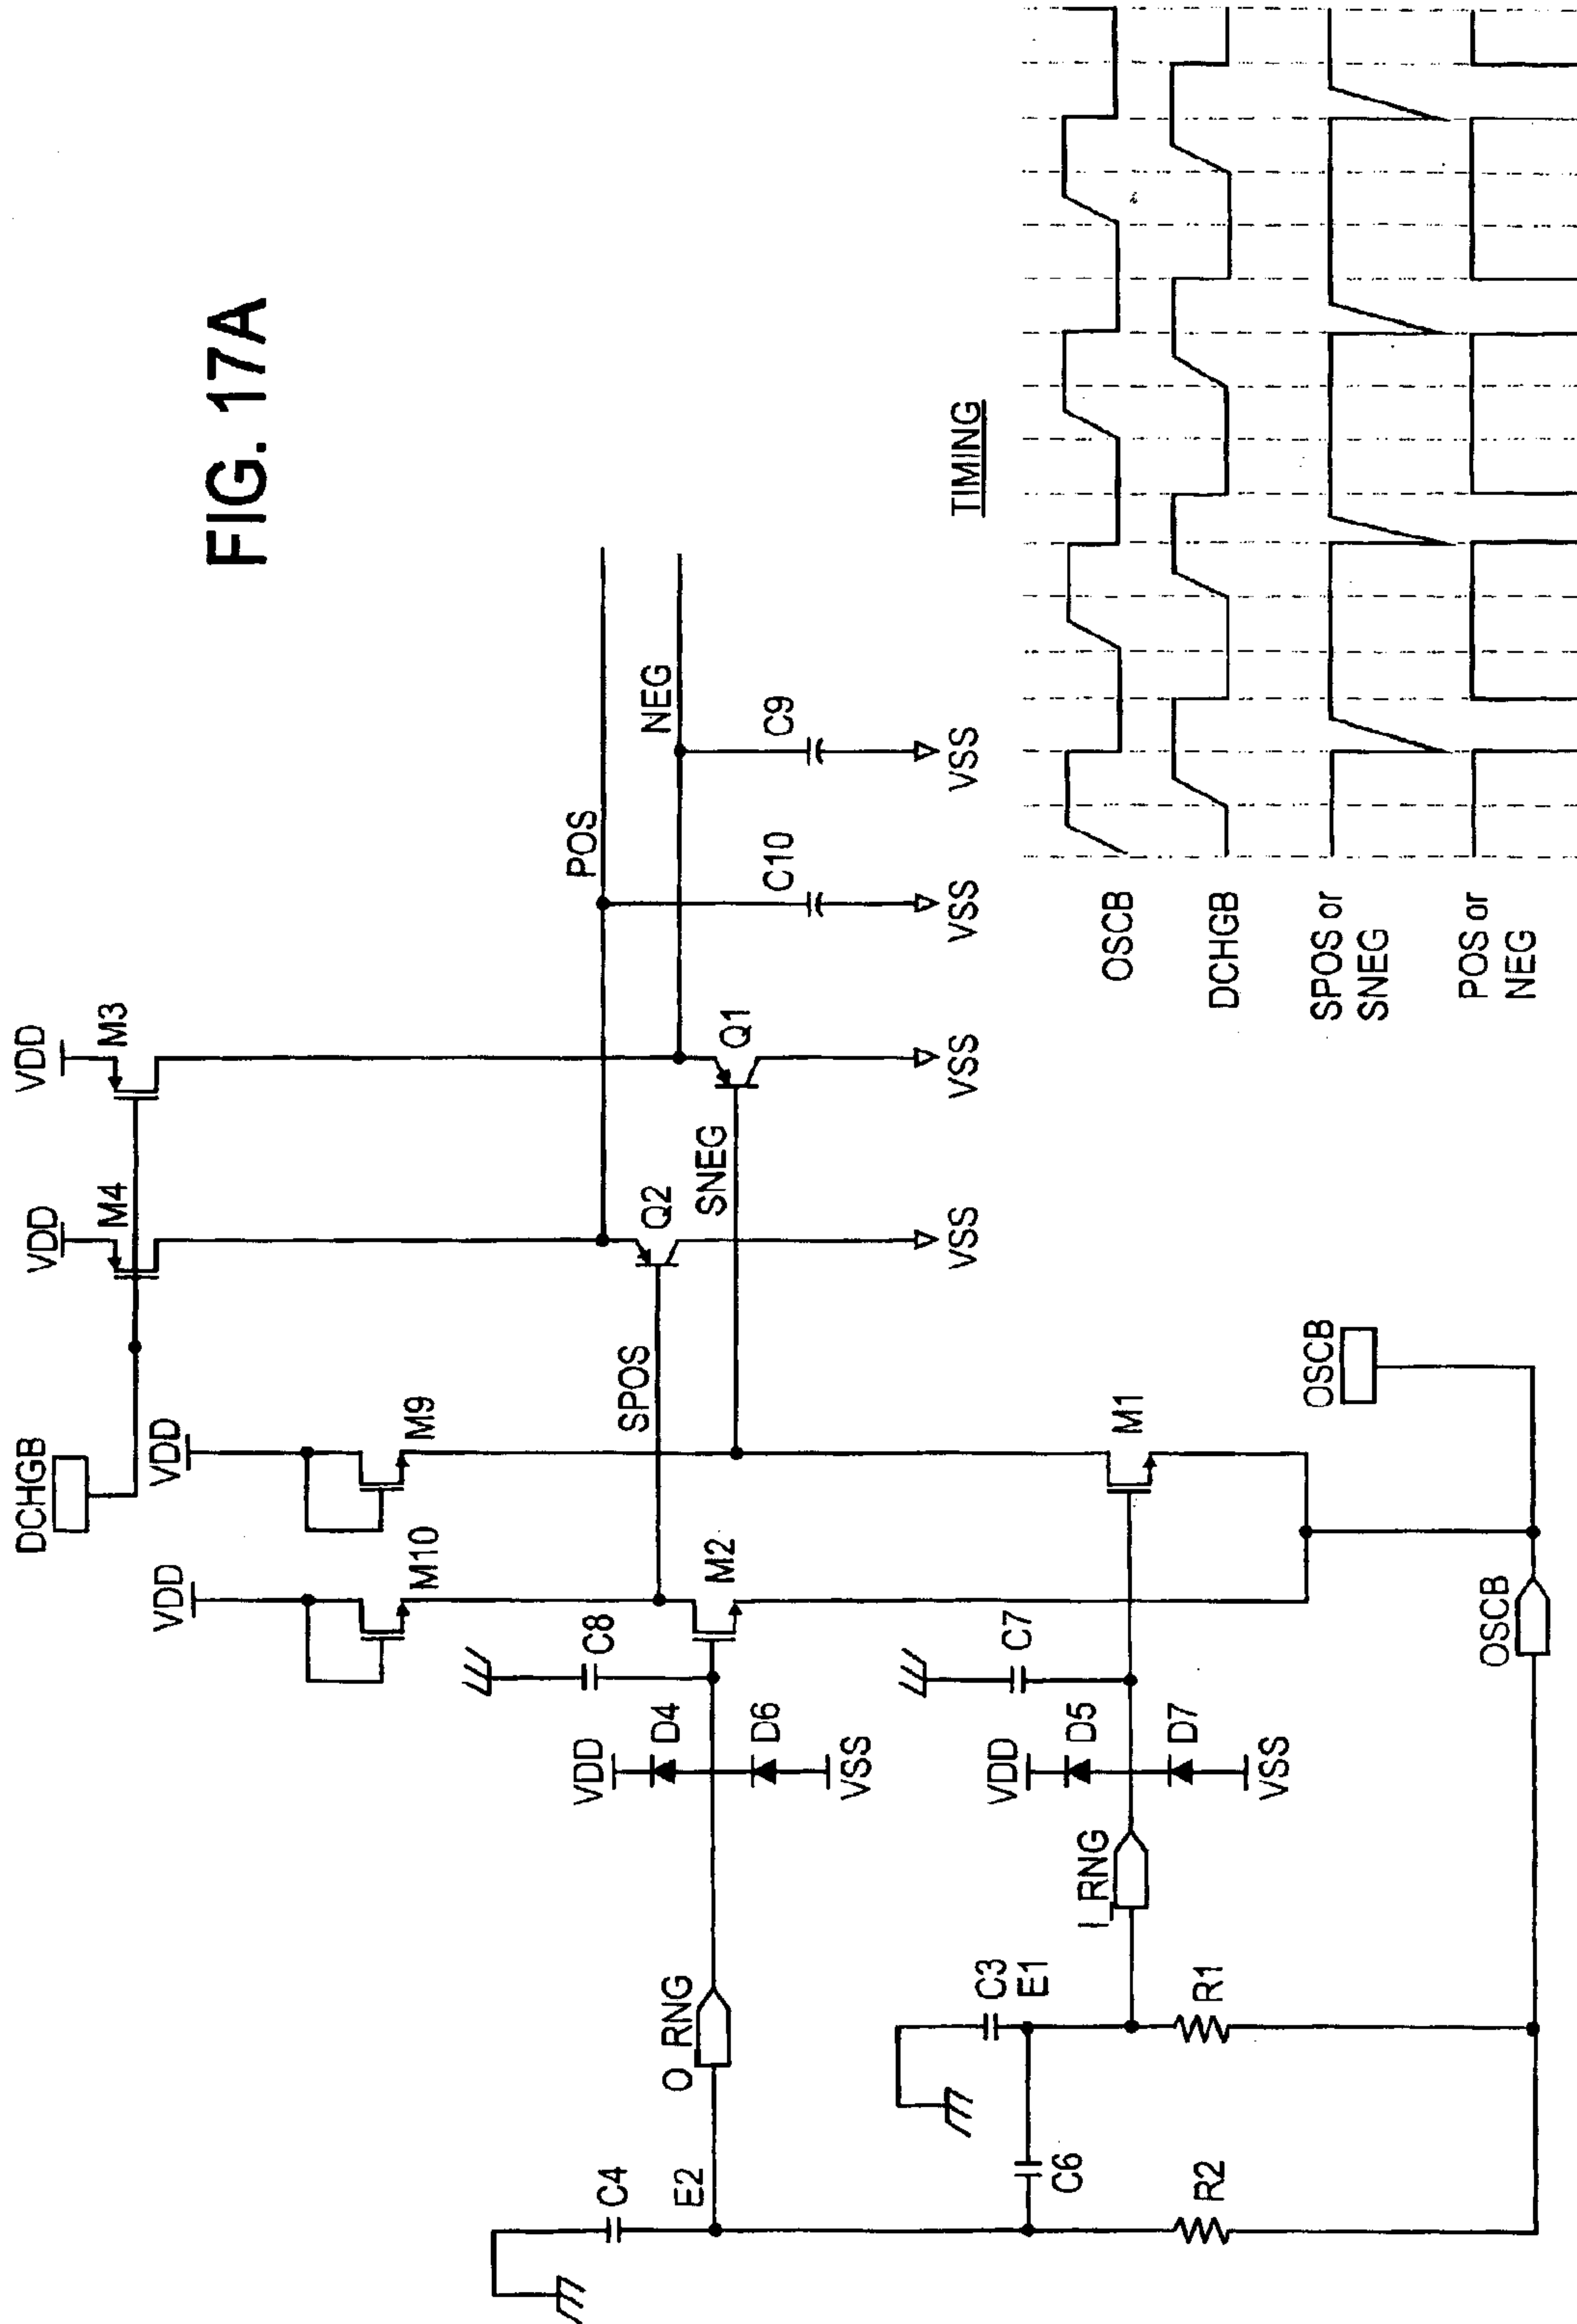 FIG. 17A
DCHGB
VDD
M4
VDD
M3
VDD
M10
VDD
M9
POS
NEG
SPOS
Q2
SNEG
Q1
C10
C9
VSS
VSS
VSS
VSS
C4
E2
O_RNG
VDD
D4
D6
VSS
C8
M2
C6
C3
E1
I_RNG
VDD
D5
D7
VSS
C7
M1
R2
R1
OSCB
OSCB
TIMING
OSCB
DCHGB
SPOS or
SNEG
POS or
NEG